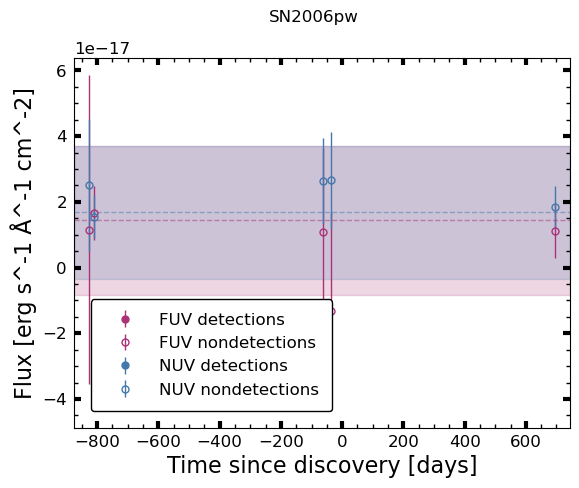 SN2006pw
1e−17
6
4
2
0
−2
−4
Flux [erg s^-1 Å^-1 cm^-2]
FUV detections
FUV nondetections
NUV detections
NUV nondetections
−800 −600 −400 −200 0 200 400 600
Time since discovery [days]